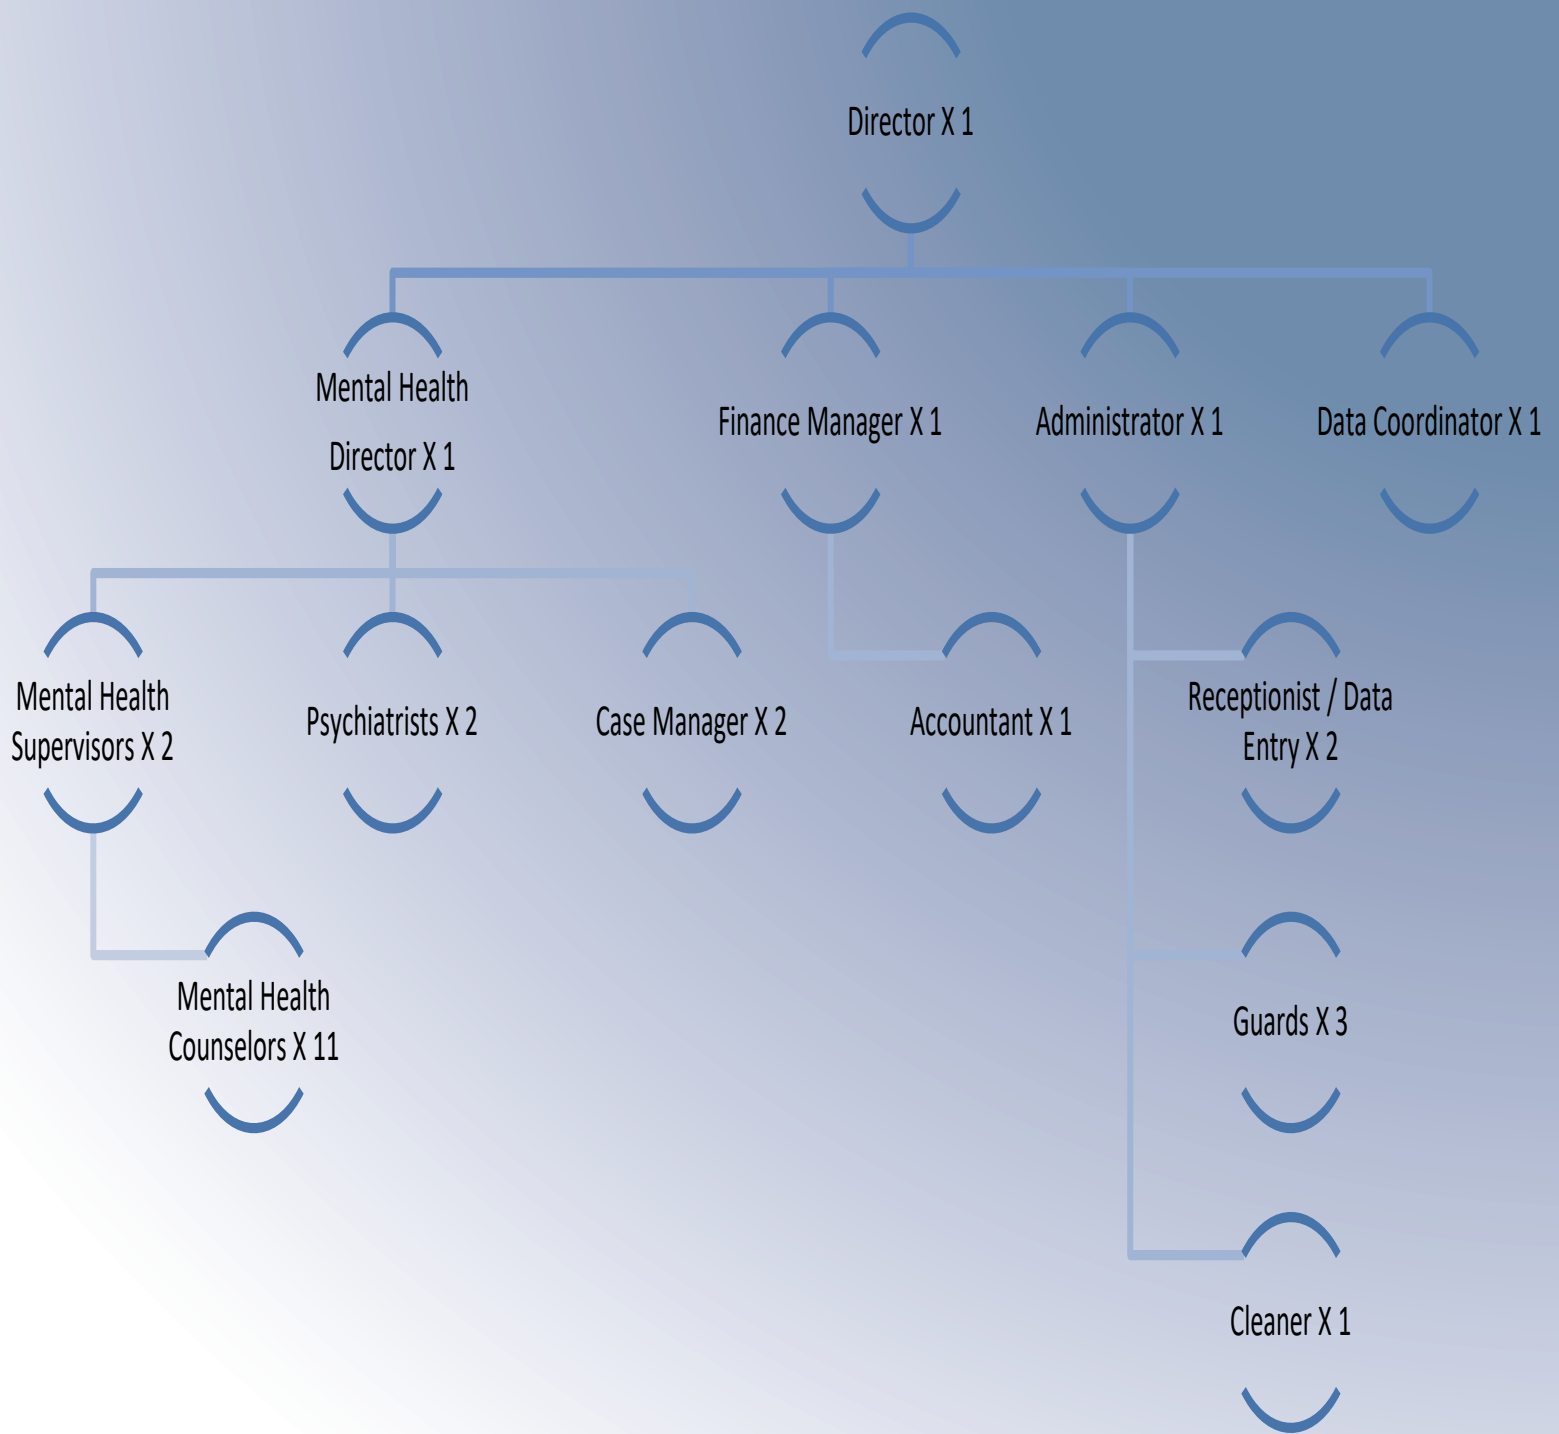 Director X 1
Mental Health
Director X 1
Finance Manager X 1
Administrator X 1
Data Coordinator X 1
Mental Health
Supervisors X 2
Psychiatrists X 2
Case Manager X 2
Accountant X 1
Receptionist / Data
Entry X 2
Mental Health
Counselors X 11
Guards X 3
Cleaner X 1